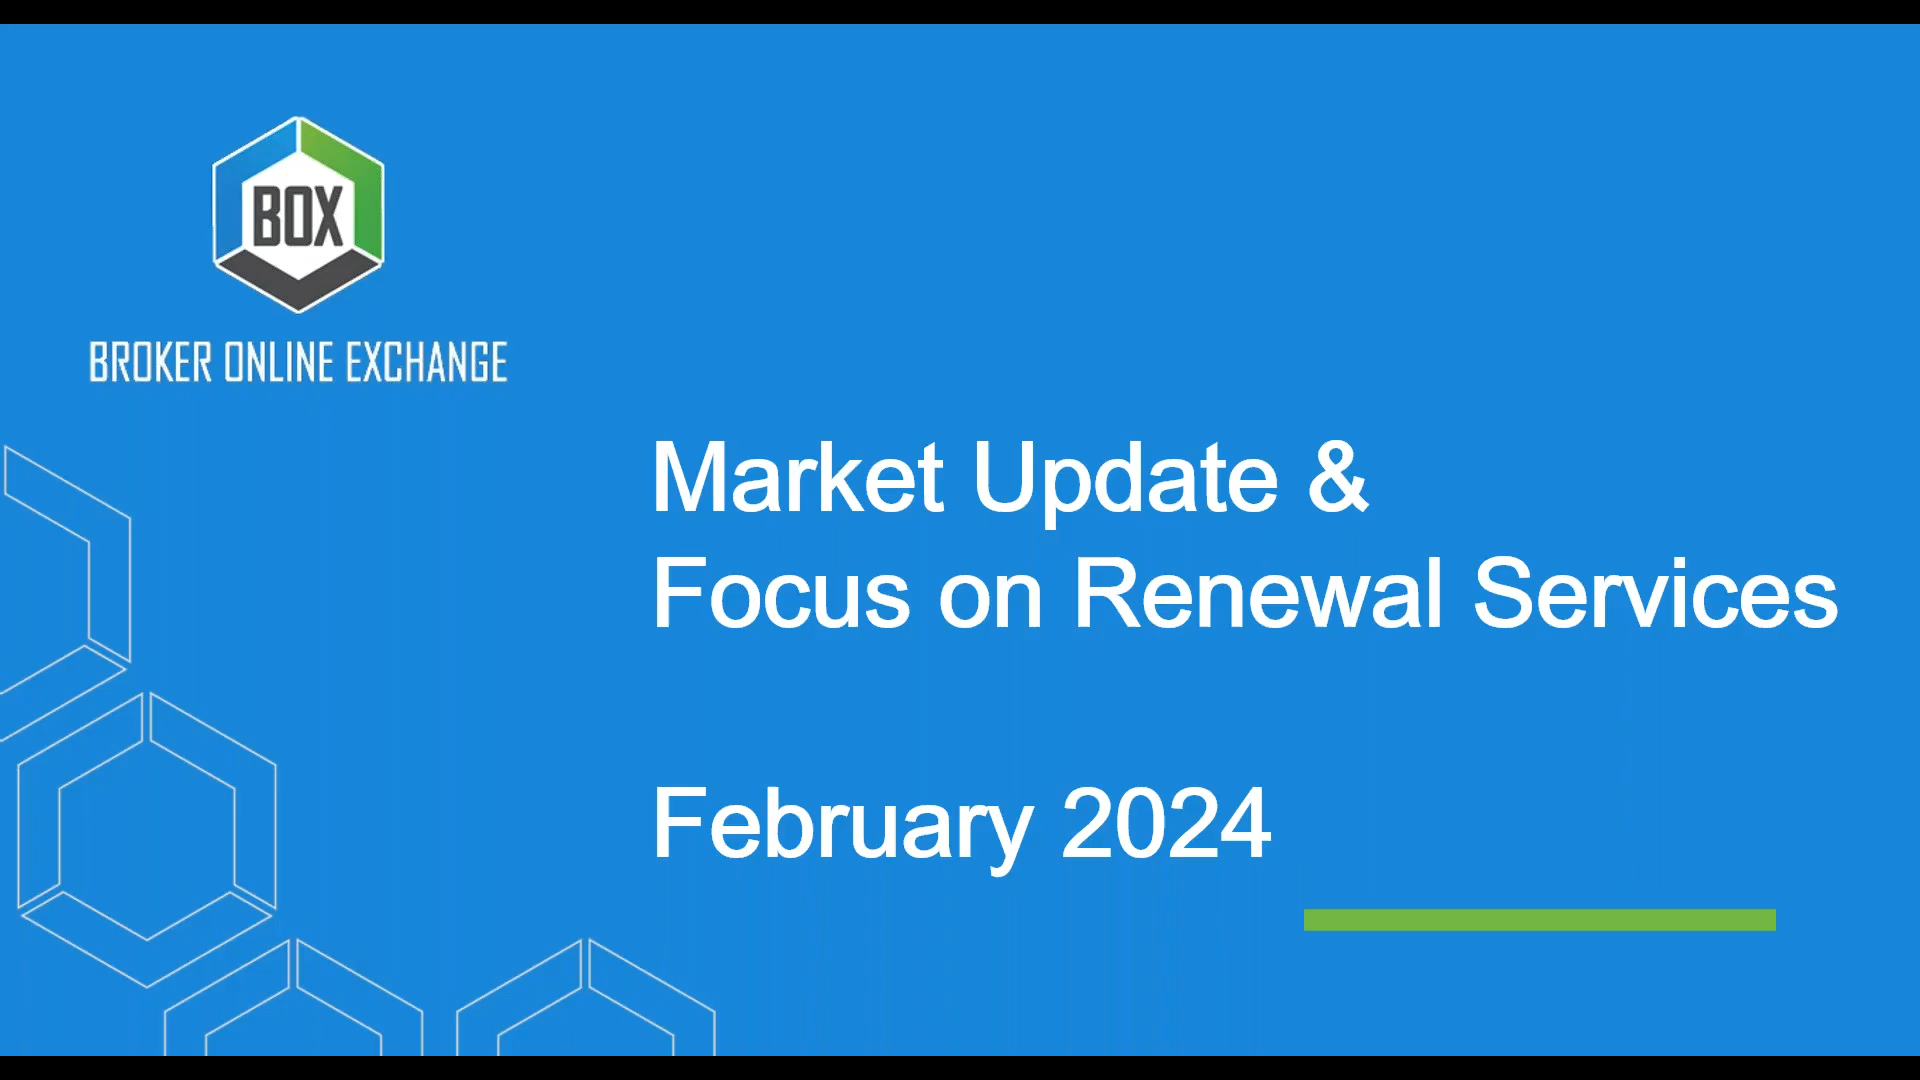 BOX
BROKER ONLINE EXCHANGE
Market Update &
Focus on Renewal Services
February 2024